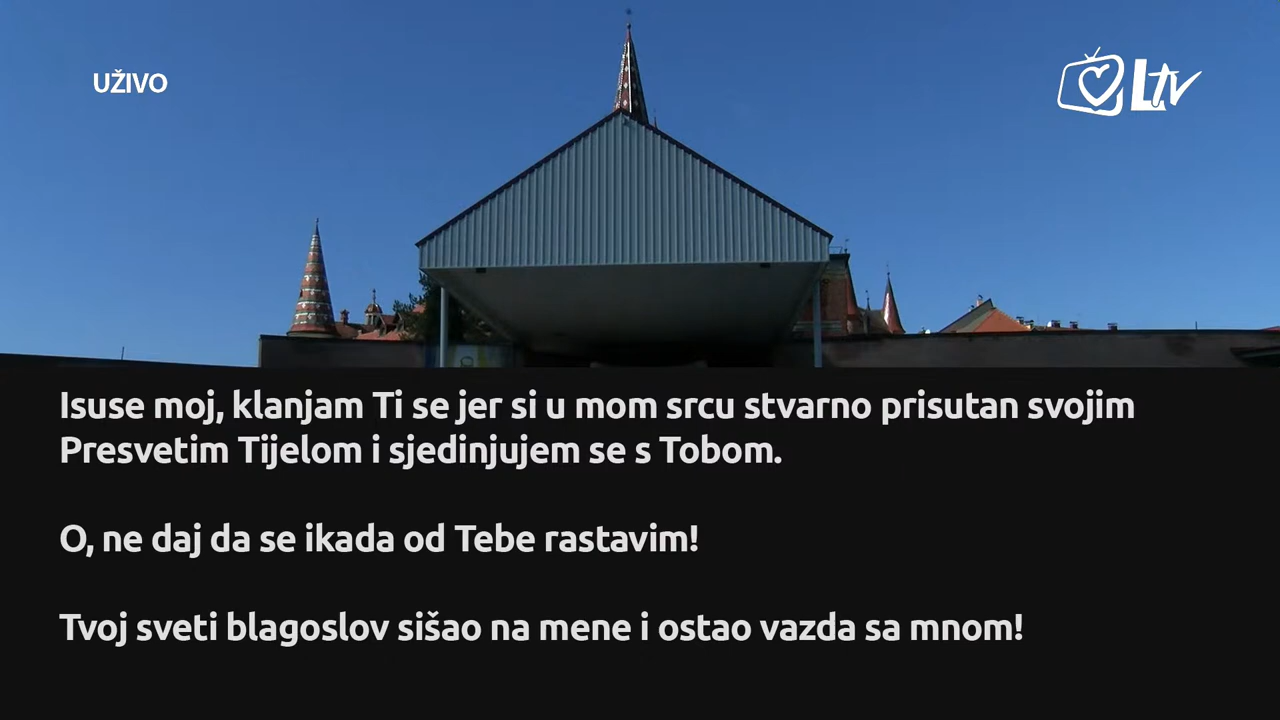 UŽIVO
Ltv
Isuse moj, klanjam Ti se jer si u mom srcu stvarno prisutan svojim
Presvetim Tijelom i sjedinjujem se s Tobom.
O, ne daj da se ikada od Tebe rastavim!
Tvoj sveti blagoslov sišao na mene i ostao vazda sa mnom!